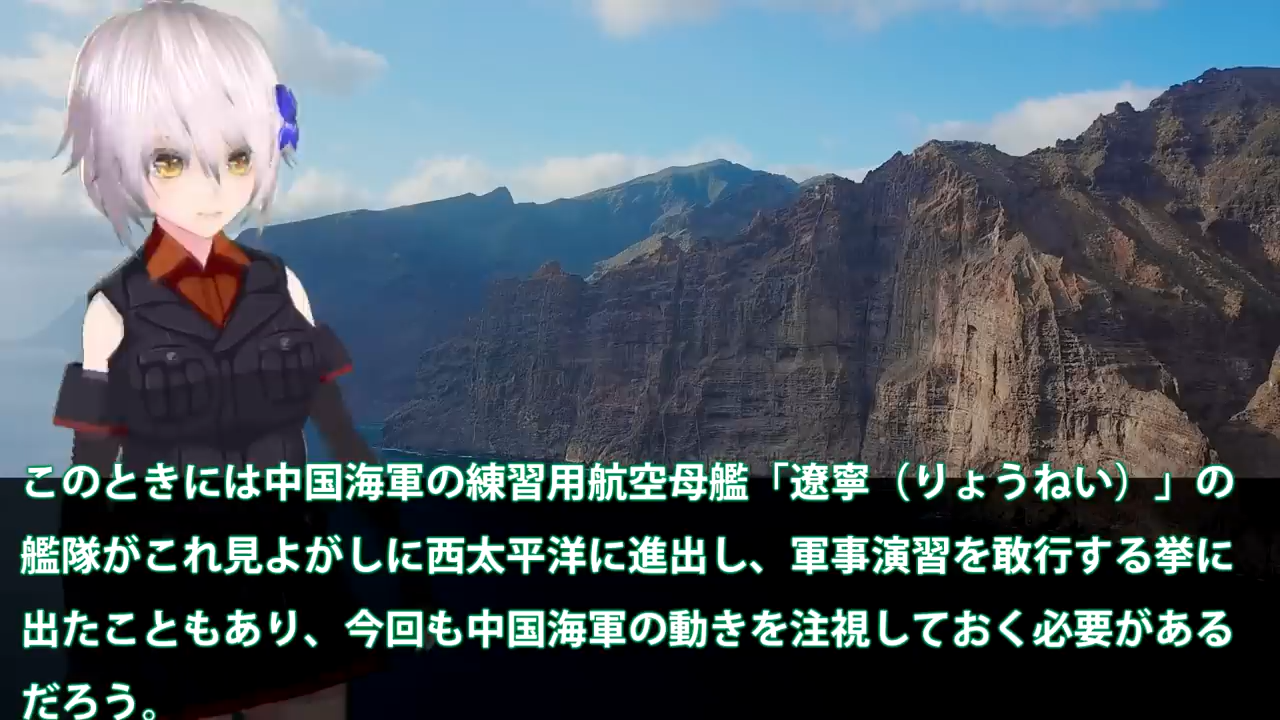 このときには中国海軍の練習用航空母艦「遼寧（りょうねい）」の
艦隊がこれ見よがしに西太平洋に進出し、軍事演習を敢行する挙に
出たこともあり、今回も中国海軍の動きを注視しておく必要がある
だろう。